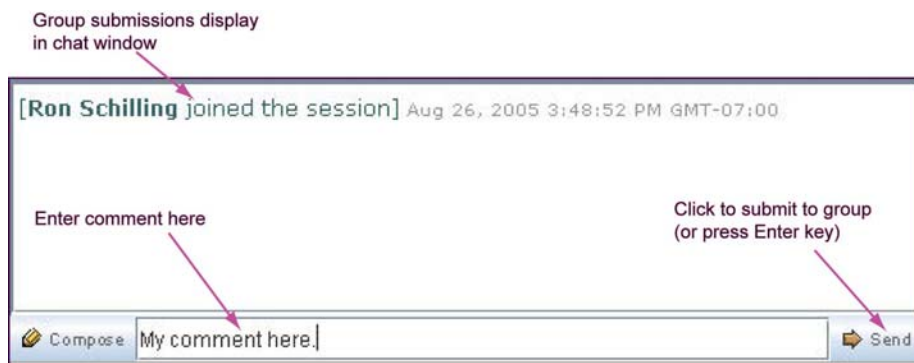 Group submissions display
in chat window
[Ron Schilling joined the session] Aug 26, 2005 3:48:52 PM GMT-07:00
Enter comment here
Click to submit to group
(or press Enter key)
Compose My comment here. Send